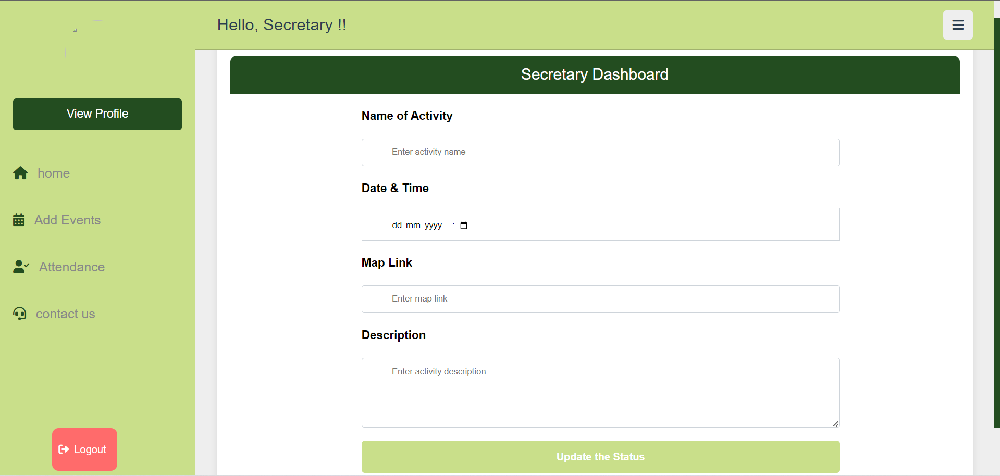 Hello, Secretary !!
View Profile
home
Add Events
Attendance
contact us
Logout
Secretary Dashboard
Name of Activity
Enter activity name
Date & Time
dd-mm-yyyy --:-
Map Link
Enter map link
Description
Enter activity description
Update the Status